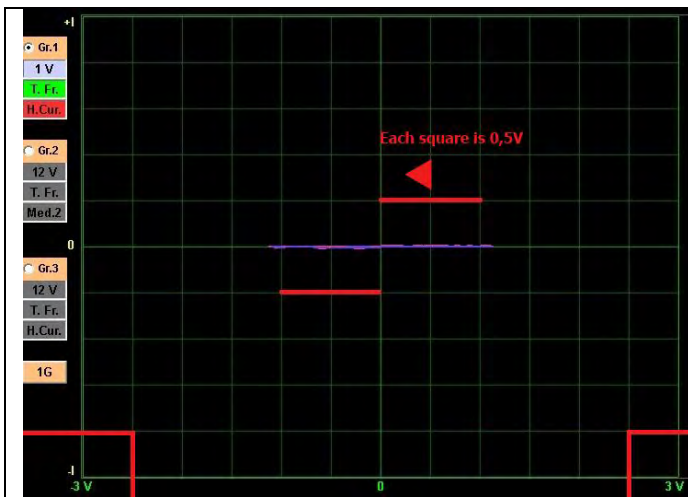 +I
Gr.1
1 V
T. Fr.
H.Cur.
Each square is 0,5V
Gr.2
12 V
T. Fr.
Med.2
0
Gr.3
12 V
T. Fr.
H.Cur.
1G
-I
-3 V
0
3 V